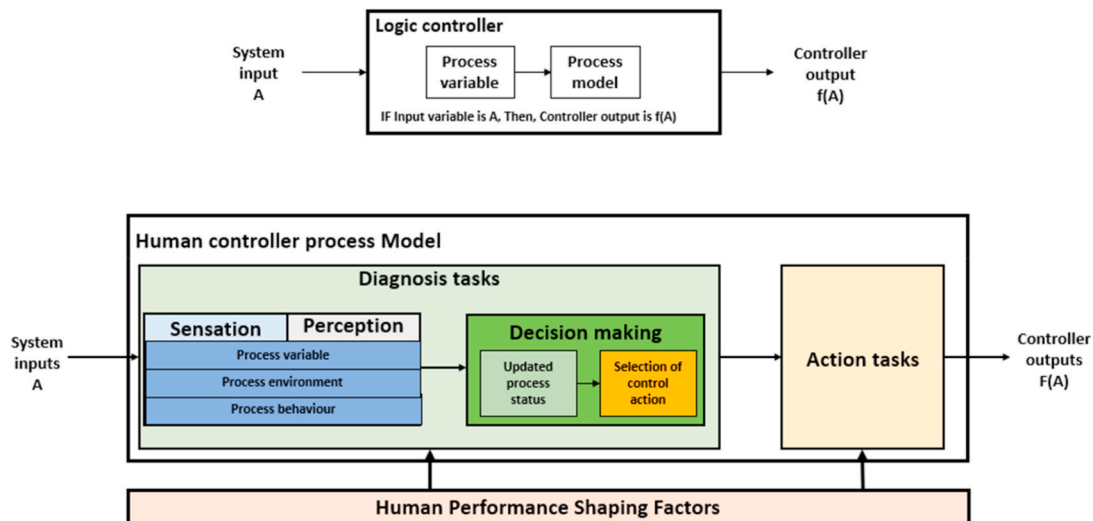 Logic controller
System
input
A
Process
variable
Process
model
Controller
output
f(A)
IF Input variable is A, Then, Controller output is f(A)
Human controller process Model
Diagnosis tasks
Sensation
Perception
Process variable
Process environment
Process behaviour
Decision making
Updated
process
status
Selection of
control
action
Action tasks
System
inputs
A
Controller
outputs
F(A)
Human Performance Shaping Factors